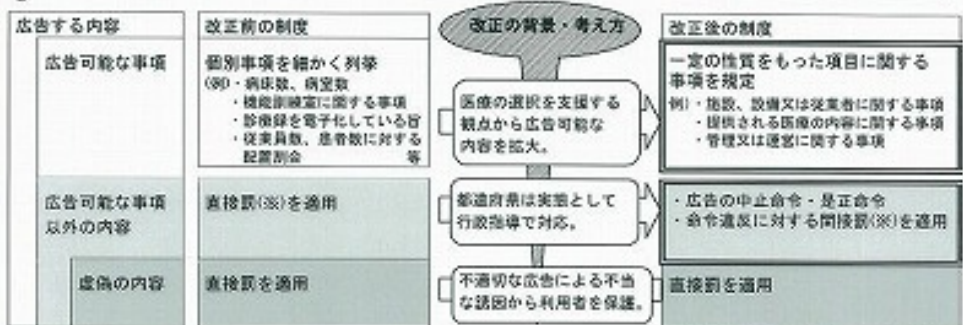 広告する内容
改正前の制度
改正の背景・考え方
改正後の制度
広告可能な事項
個別事項を細かく列挙
(例)・病床数、病室数
・機能訓練室に関する事項
・診療録を電子化している旨
・従業員数、患者数に対する
配置割合 等
医療の選択を支援する
観点から広告可能な
内容を拡大。
一定の性質をもった項目に関する
事項を規定
例)・施設、設備又は従業者に関する事項
・提供される医療の内容に関する事項
・管理又は運営に関する事項
広告可能な事項
以外の内容
直接罰(※)を適用
都道府県は実態として
行政指導で対応。
・広告の中止命令・是正命令
・命令違反に対する間接罰(※)を適用
虚偽の内容
直接罰を適用
不適切な広告による不当
な誘因から利用者を保護。
直接罰を適用